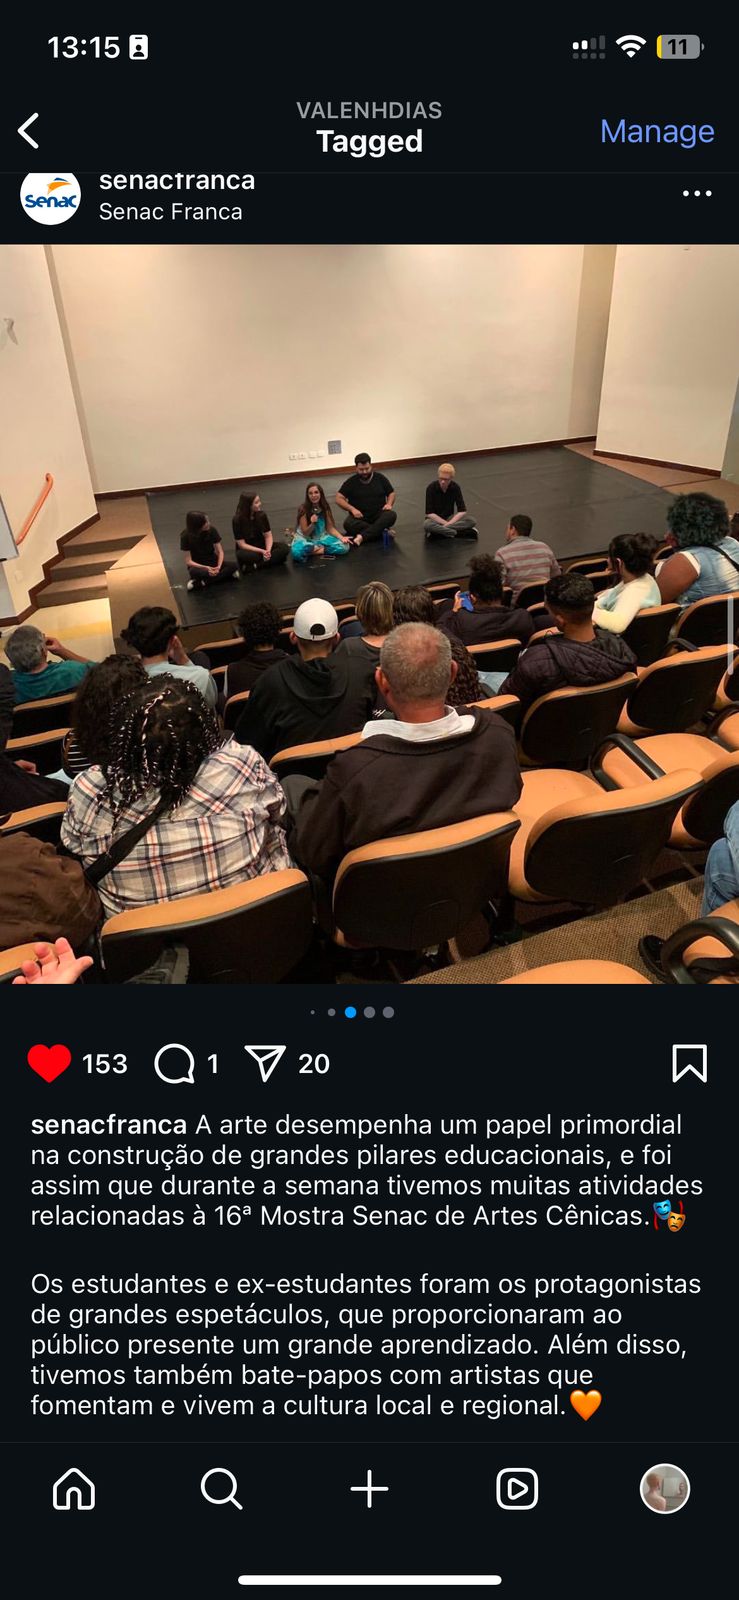 13:15
11
VALENHDIAS
Tagged
Manage
senacfranca
Senac Franca
senac
153
1
20
senacfranca A arte desempenha um papel primordial
na construção de grandes pilares educacionais, e foi
assim que durante a semana tivemos muitas atividades
relacionadas à 16ª Mostra Senac de Artes Cênicas.🎭
Os estudantes e ex-estudantes foram os protagonistas
de grandes espetáculos, que proporcionaram ao
público presente um grande aprendizado. Além disso,
tivemos também bate-papos com artistas que
fomentam e vivem a cultura local e regional.🧡